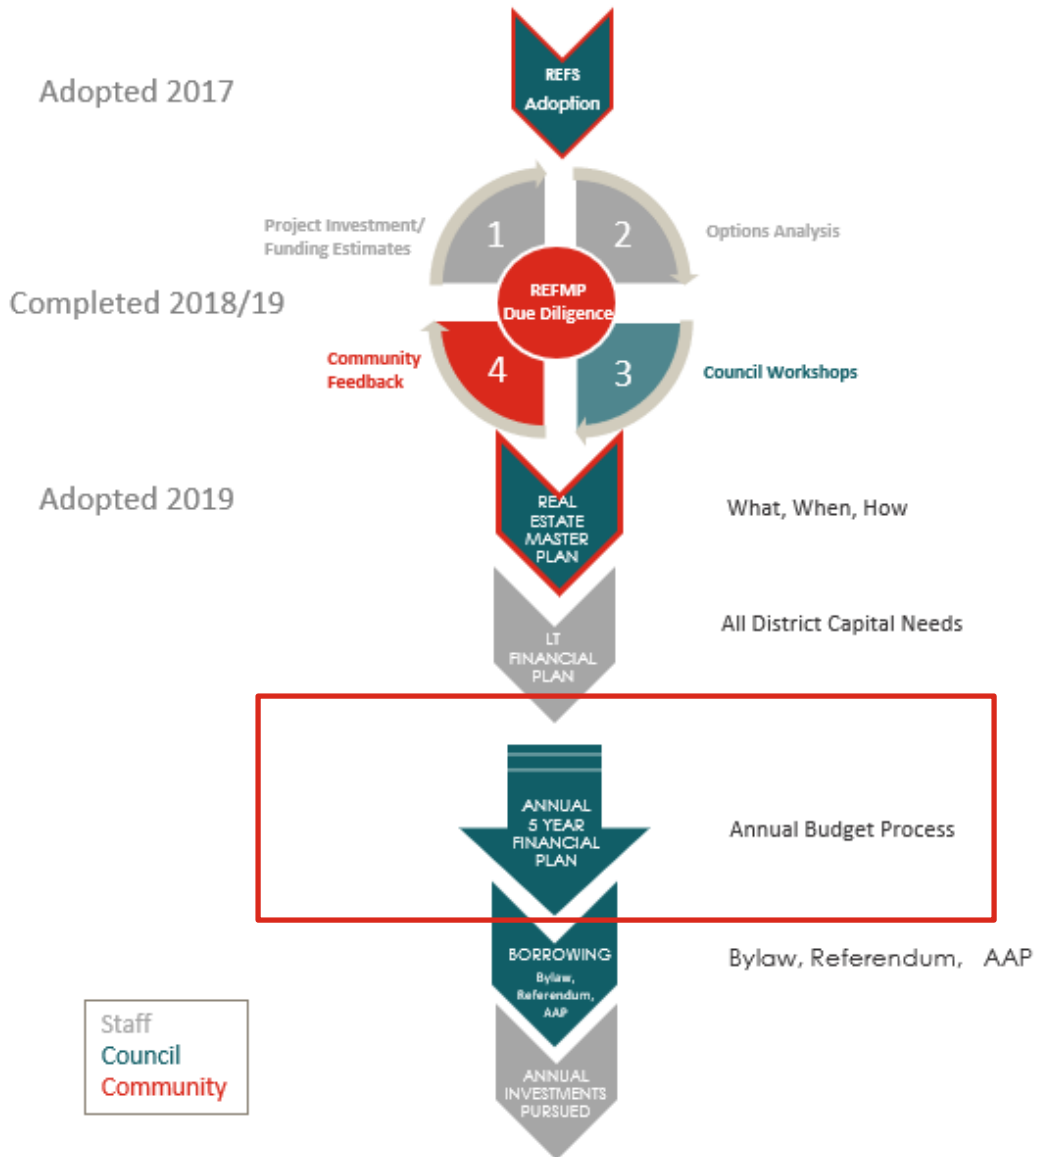 REFS
Adoption
Adopted 2017
Project Investment/
Funding Estimates
1
2
Options Analysis
Completed 2018/19
REFMP
Due Diligence
Community
Feedback
4
3
Council Workshops
Adopted 2019
REAL
ESTATE
MASTER
PLAN
What, When, How
LT
FINANCIAL
PLAN
All District Capital Needs
ANNUAL
5 YEAR
FINANCIAL
PLAN
Annual Budget Process
BORROWING
Bylaw,
Referendum,
AAP
Bylaw, Referendum, AAP
Staff
Council
Community
ANNUAL
INVESTMENTS
PURSUED